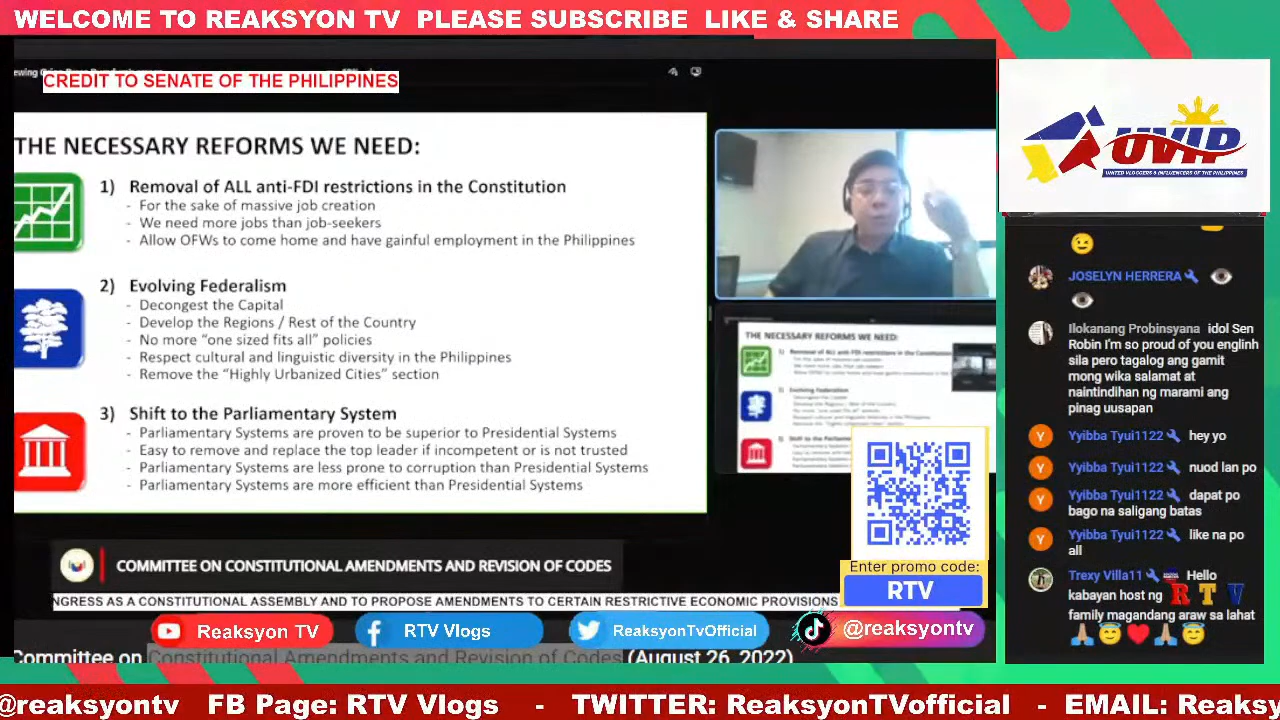 WELCOME TO REAKSYON TV PLEASE SUBSCRIBE LIKE & SHARE
CREDIT TO SENATE OF THE PHILIPPINES
THE NECESSARY REFORMS WE NEED:
1) Removal of ALL anti-FDI restrictions in the Constitution
- For the sake of massive job creation
- We need more jobs than job-seekers
- Allow OFWs to come home and have gainful employment in the Philippines
2) Evolving Federalism
- Decongest the Capital
- Develop the Regions / Rest of the Country
- No more "one sized fits all" policies
- Respect cultural and linguistic diversity in the Philippines
- Remove the "Highly Urbanized Cities" setup
3) Shift to the Parliamentary System
- Parliamentary Systems are proven to be superior to Presidential Systems
- Easy to remove and replace the top leader if incompetent or is not trusted
- Parliamentary Systems are less prone to corruption than Presidential Systems
- Parliamentary Systems are more efficient than Presidential Systems
THE NECESSARY REFORMS WE NEED:
COMMITTEE ON CONSTITUTIONAL AMENDMENTS AND REVISION OF CODES
NGRESS AS A CONSTITUTIONAL ASSEMBLY AND TO PROPOSE AMENDMENTS TO CERTAIN RESTRICTIVE ECONOMIC PROVISIONS
Enter promo code:
RTV
Reaksyon TV
RTV Vlogs
ReaksyonTvOfficial
@reaksyontv
Committee on Constitutional Amendments and Revision of Codes (August 26, 2022)
UVIP
UNITED VLOGGERS & INFLUENCERS OF THE PHILIPPINES
JOSELYN HERRERA
Ilokanang Probinsyana idol Sen
Robin I'm so proud of you englinh
sila pero tagalog ang gamit
mong wika salamat at
naintidihan ng marami ang
pinaguusapan
Y Yyibba Tyui1122 hey yo
Y Yyibba Tyui1122 nuod lan po
Y Yyibba Tyui1122 dapat po
bago na saligang batas
Y Yyibba Tyui1122 like na po
all
Trexy Villa11 Hello
kabayan host ng R T V
family magandang araw sa lahat
@reaksyontv FB Page: RTV Vlogs - TWITTER: ReaksyonTVofficial - EMAIL: Reaksy